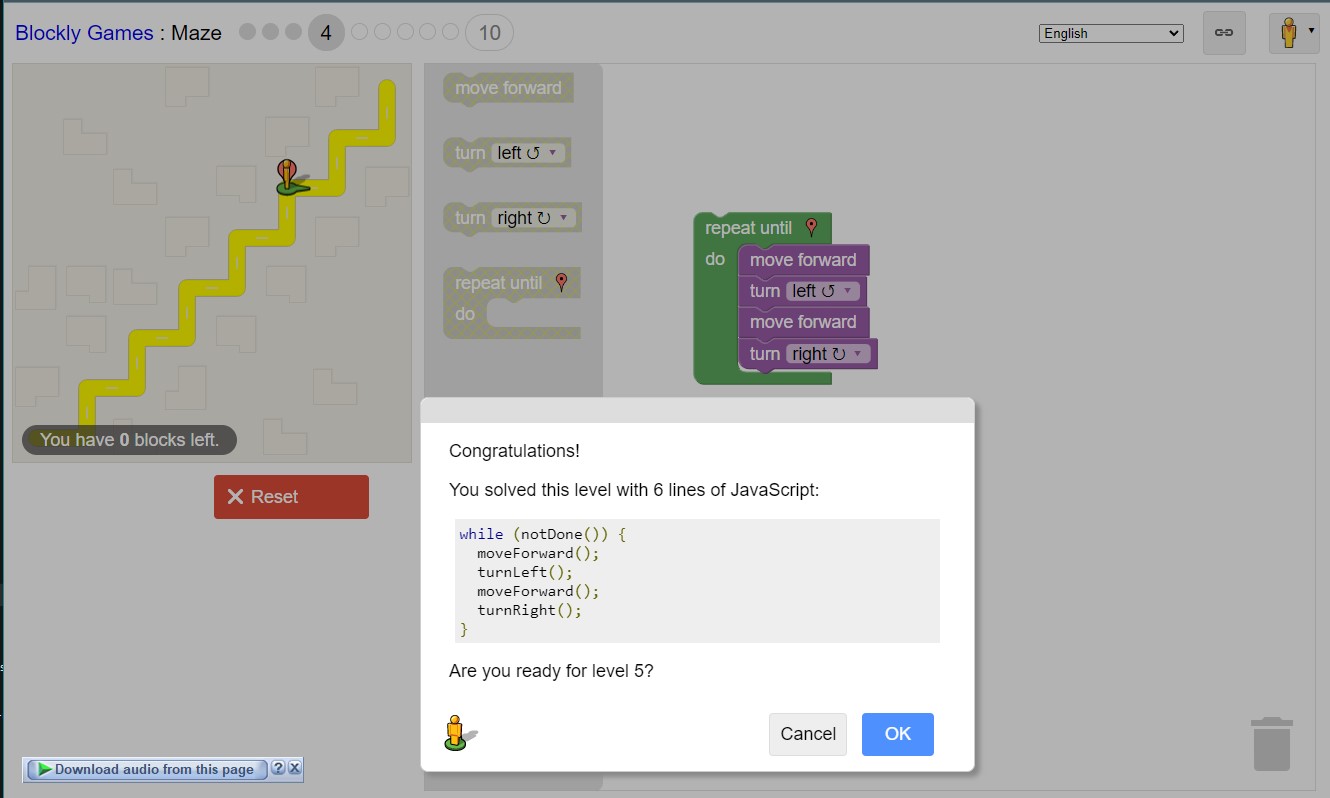 Blockly Games : Maze 4 10
English
move forward
turn left ↺
turn right ↻
repeat until
do
repeat until
do move forward
turn left ↺
move forward
turn right ↻
You have 0 blocks left.
Reset
Congratulations!
You solved this level with 6 lines of JavaScript:
while (notDone()) {
  moveForward();
  turnLeft();
  moveForward();
  turnRight();
}
Are you ready for level 5?
Cancel OK
Download audio from this page ? X